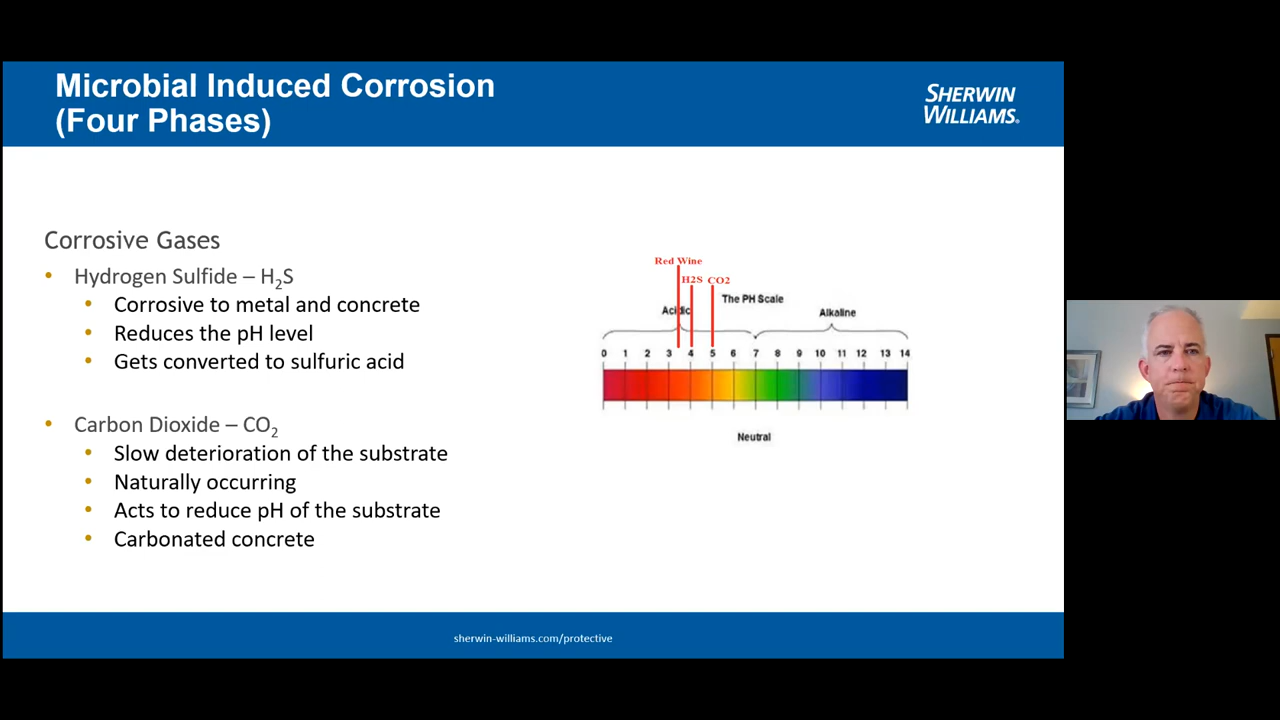 Microbial Induced Corrosion
(Four Phases)
SHERWIN
WILLIAMS®
Corrosive Gases
• Hydrogen Sulfide – H₂S
• Corrosive to metal and concrete
• Reduces the pH level
• Gets converted to sulfuric acid
• Carbon Dioxide – CO₂
• Slow deterioration of the substrate
• Naturally occurring
• Acts to reduce pH of the substrate
• Carbonated concrete
Red Wine
H2S CO2
The PH Scale
Acidic
Alkaline
0 1 2 3 4 5 6 7 8 9 10 11 12 13 14
Neutral
sherwin-williams.com/protective